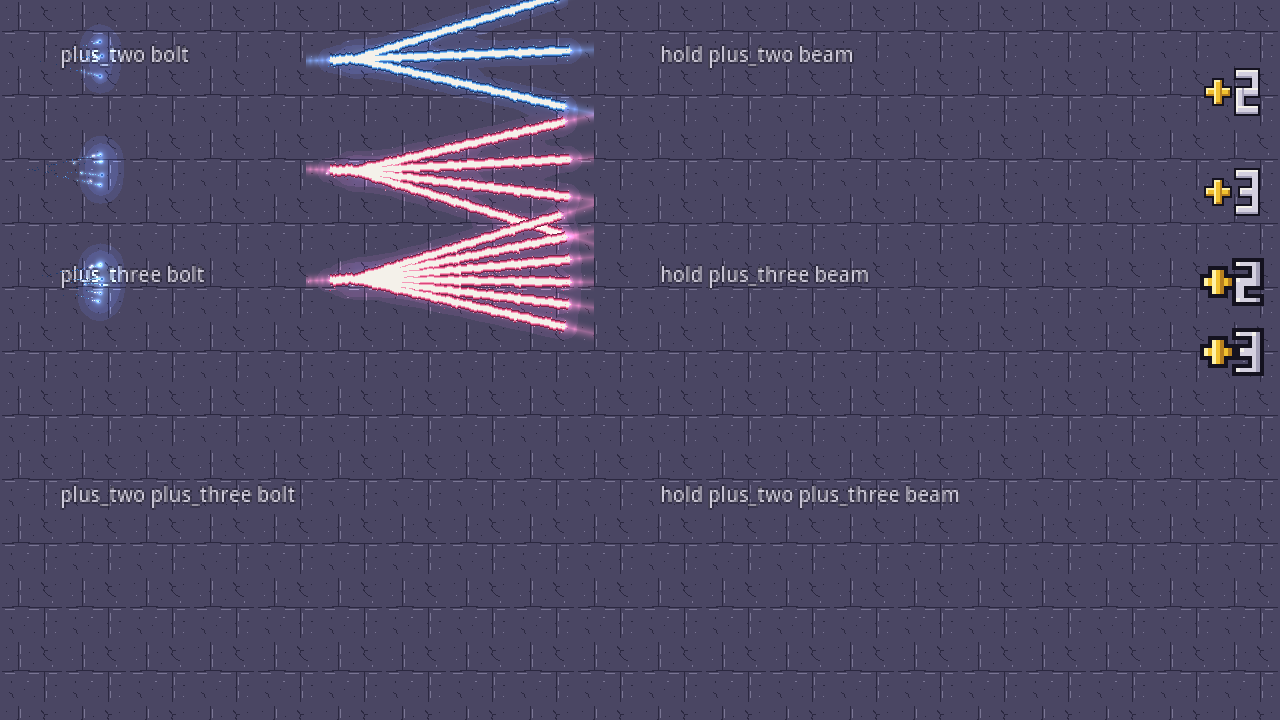 plus_two bolt
hold plus_two beam
+2
+3
plus_three bolt
hold plus_three beam
+2
+3
plus_two plus_three bolt
hold plus_two plus_three beam